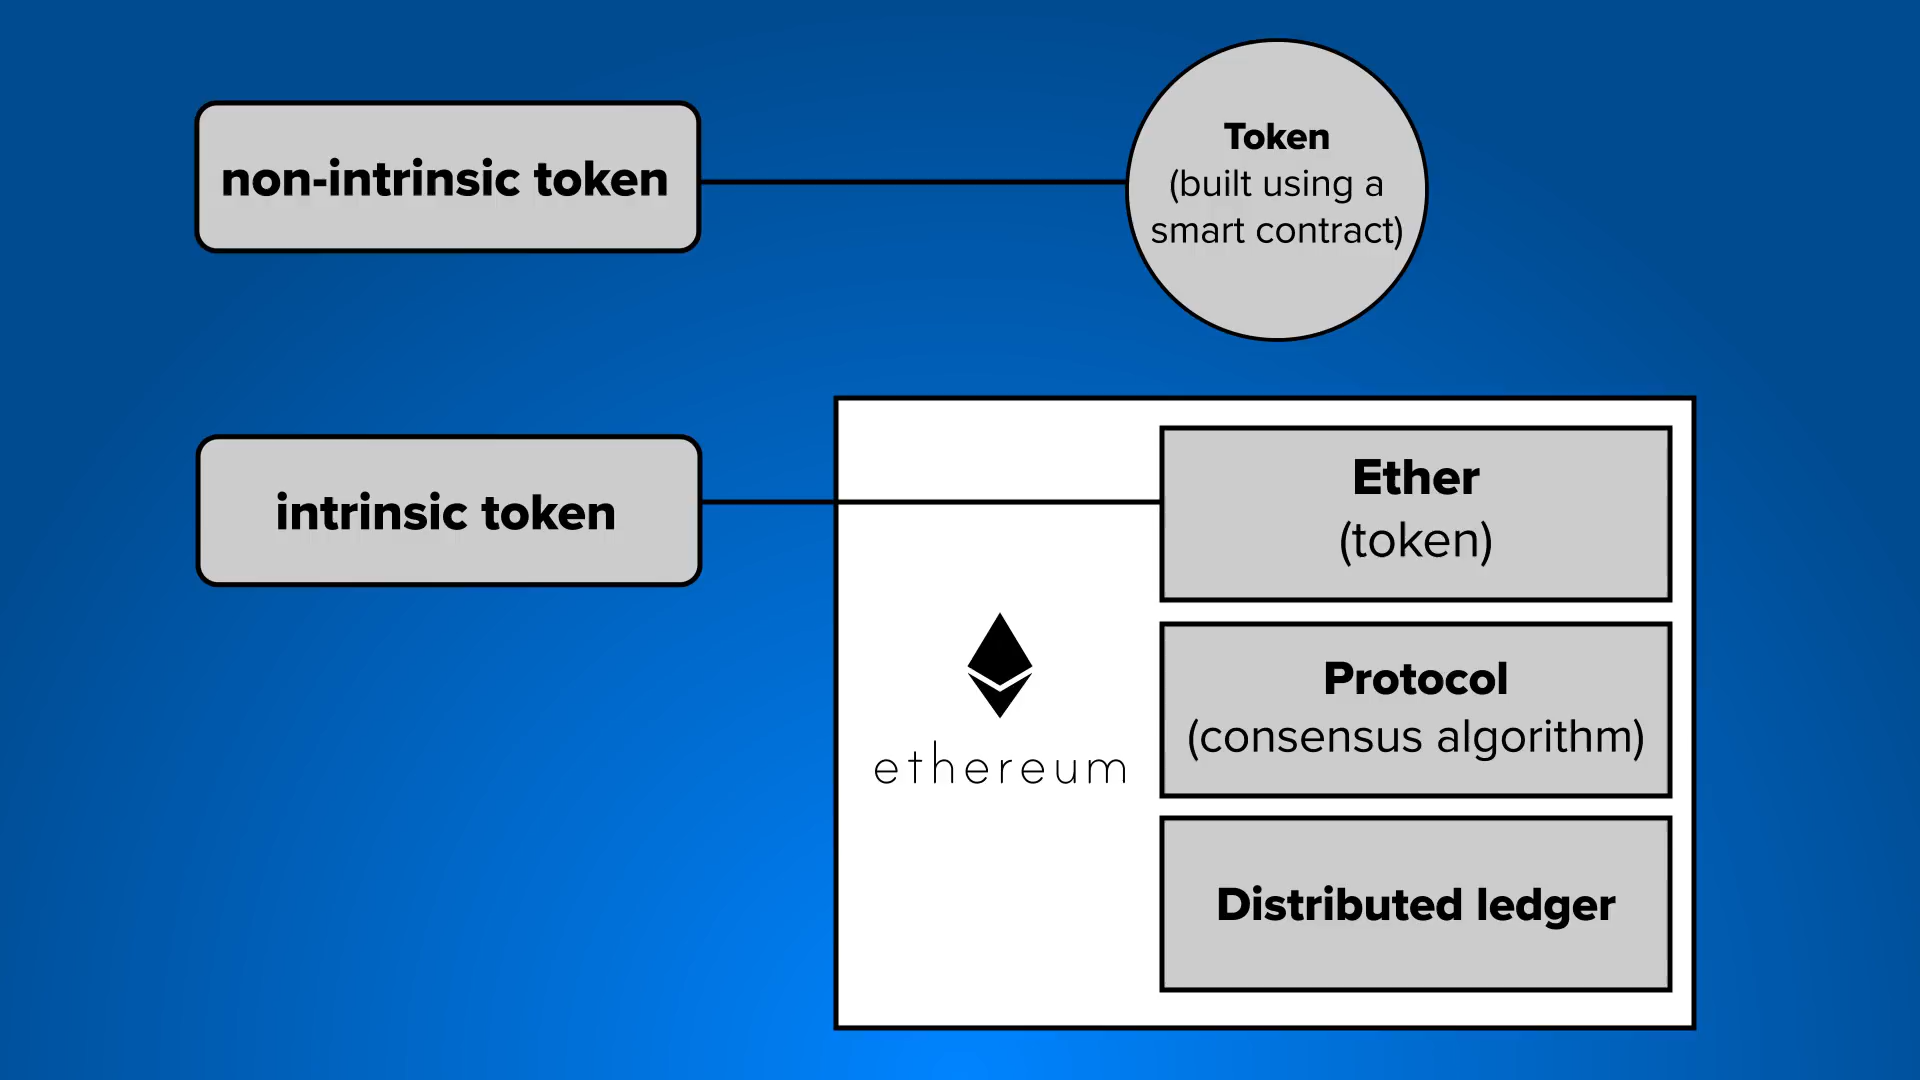 non-intrinsic token
Token
(built using a
smart contract)
intrinsic token
Ether
(token)
ethereum
Protocol
(consensus algorithm)
Distributed ledger